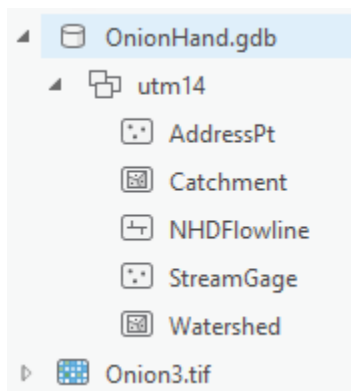 OnionHand.gdb
utm14
AddressPt
Catchment
NHDFlowline
StreamGage
Watershed
Onion3.tif